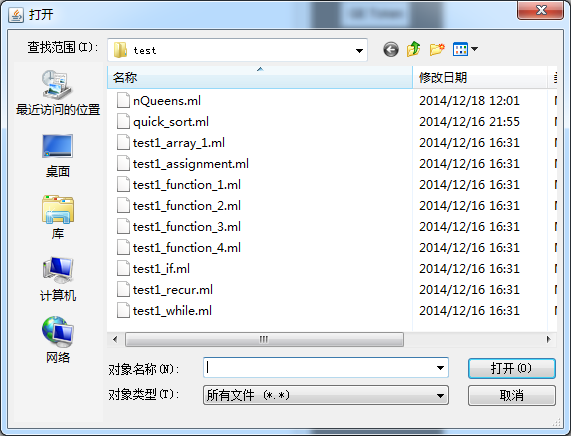 打开
查找范围(I):
test
最近访问的位置
桌面
库
计算机
网络
名称
修改日期
nQueens.ml 2014/12/18 12:01
quick_sort.ml 2014/12/16 21:55
test1_array_1.ml 2014/12/16 16:31
test1_assignment.ml 2014/12/16 16:31
test1_function_1.ml 2014/12/16 16:31
test1_function_2.ml 2014/12/16 16:31
test1_function_3.ml 2014/12/16 16:31
test1_function_4.ml 2014/12/16 16:31
test1_if.ml 2014/12/16 16:31
test1_recur.ml 2014/12/16 16:31
test1_while.ml 2014/12/16 16:31
对象名称(N):
打开(O)
对象类型(T):
所有文件 (*.*)
取消